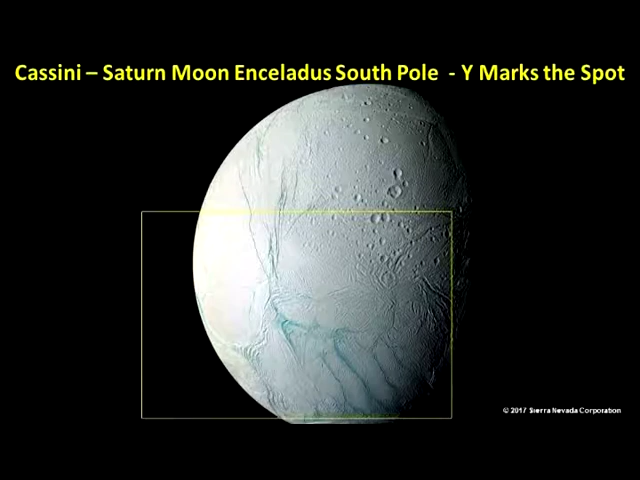 Cassini – Saturn Moon Enceladus South Pole - Y Marks the Spot
© 2017 Sierra Nevada Corporation